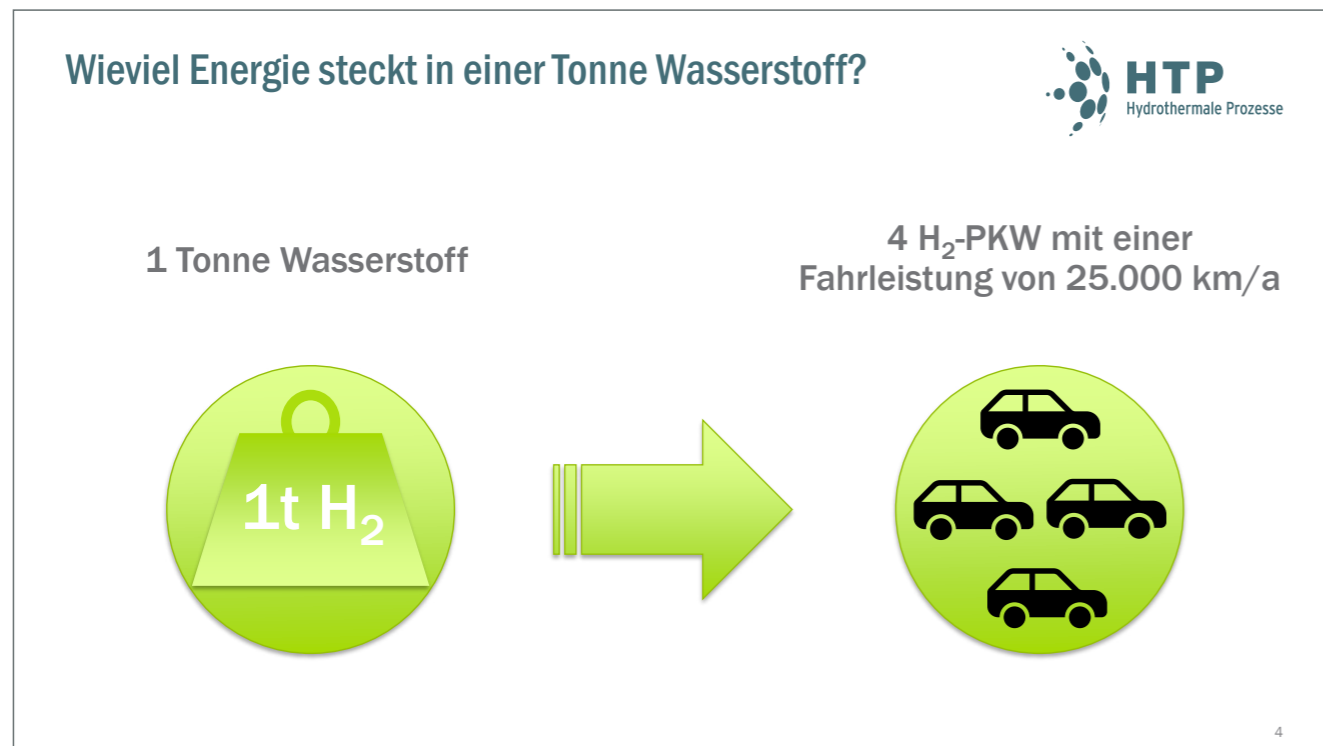 Wieviel Energie steckt in einer Tonne Wasserstoff?
HTP
Hydrothermale Prozesse
1 Tonne Wasserstoff
4 H₂-PKW mit einer
Fahrleistung von 25.000 km/a
1t H₂
4